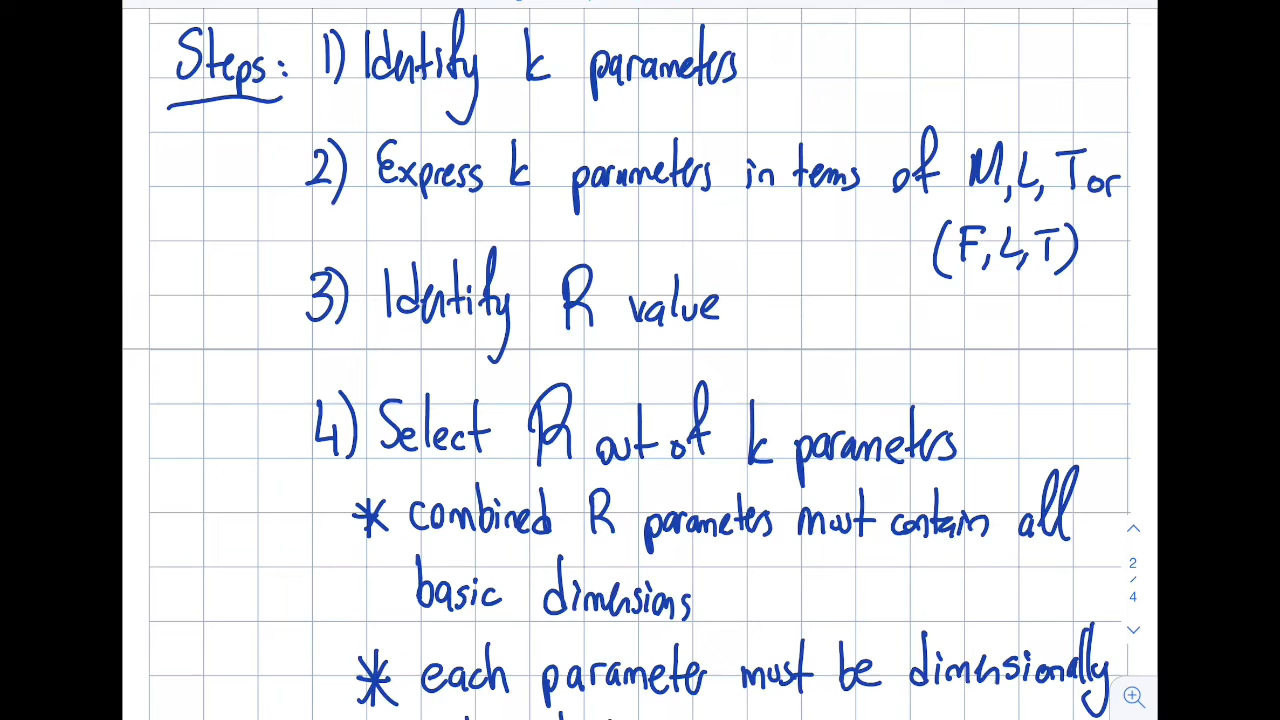 Steps: 1) Identify k parameters
2) Express k parameters in tems of M, L, T or
(F, L, T)
3) Identify R value
4) Select R out of k parameters
* combined R parameters must contain all
basic dimensions
* each parameter must be dimensionally
2
/
4